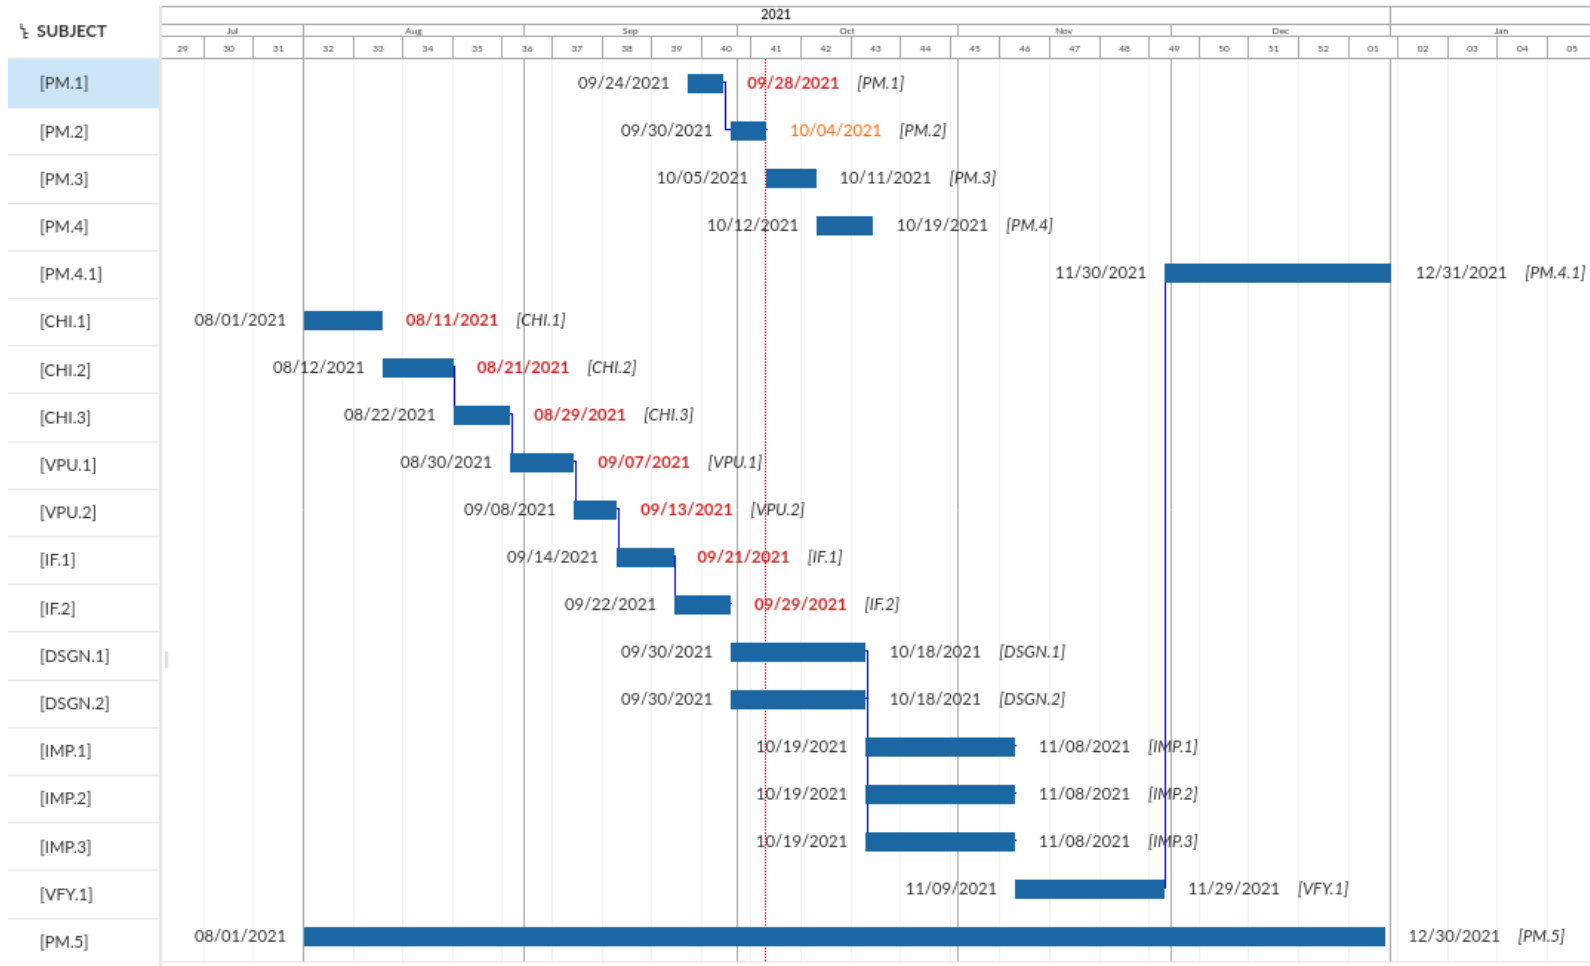 2021
SUBJECT
Jul Aug Sep Oct Nov Dec Jan
29 30 31 32 33 34 35 36 37 38 39 40 41 42 43 44 45 46 47 48 49 50 51 52 01 02 03 04 05
[PM.1] 09/24/2021 09/28/2021 [PM.1]
[PM.2] 09/30/2021 10/04/2021 [PM.2]
[PM.3] 10/05/2021 10/11/2021 [PM.3]
[PM.4] 10/12/2021 10/19/2021 [PM.4]
[PM.4.1] 11/30/2021 12/31/2021 [PM.4.1]
[CHI.1] 08/01/2021 08/11/2021 [CHI.1]
[CHI.2] 08/12/2021 08/21/2021 [CHI.2]
[CHI.3] 08/22/2021 08/29/2021 [CHI.3]
[VPU.1] 08/30/2021 09/07/2021 [VPU.1]
[VPU.2] 09/08/2021 09/13/2021 [VPU.2]
[IF.1] 09/14/2021 09/21/2021 [IF.1]
[IF.2] 09/22/2021 09/29/2021 [IF.2]
[DSGN.1] 09/30/2021 10/18/2021 [DSGN.1]
[DSGN.2] 09/30/2021 10/18/2021 [DSGN.2]
[IMP.1] 10/19/2021 11/08/2021 [IMP.1]
[IMP.2] 10/19/2021 11/08/2021 [IMP.2]
[IMP.3] 10/19/2021 11/08/2021 [IMP.3]
[VFY.1] 11/09/2021 11/29/2021 [VFY.1]
[PM.5] 08/01/2021 12/30/2021 [PM.5]